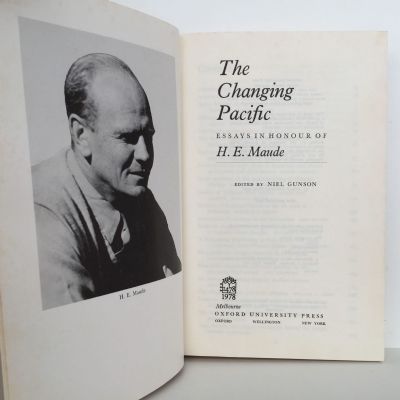 H. E. Maude
The
Changing
Pacific
ESSAYS IN HONOUR OF
H. E. Maude
EDITED BY NIEL GUNSON
1978
Melbourne
OXFORD UNIVERSITY PRESS
OXFORD WELLINGTON NEW YORK